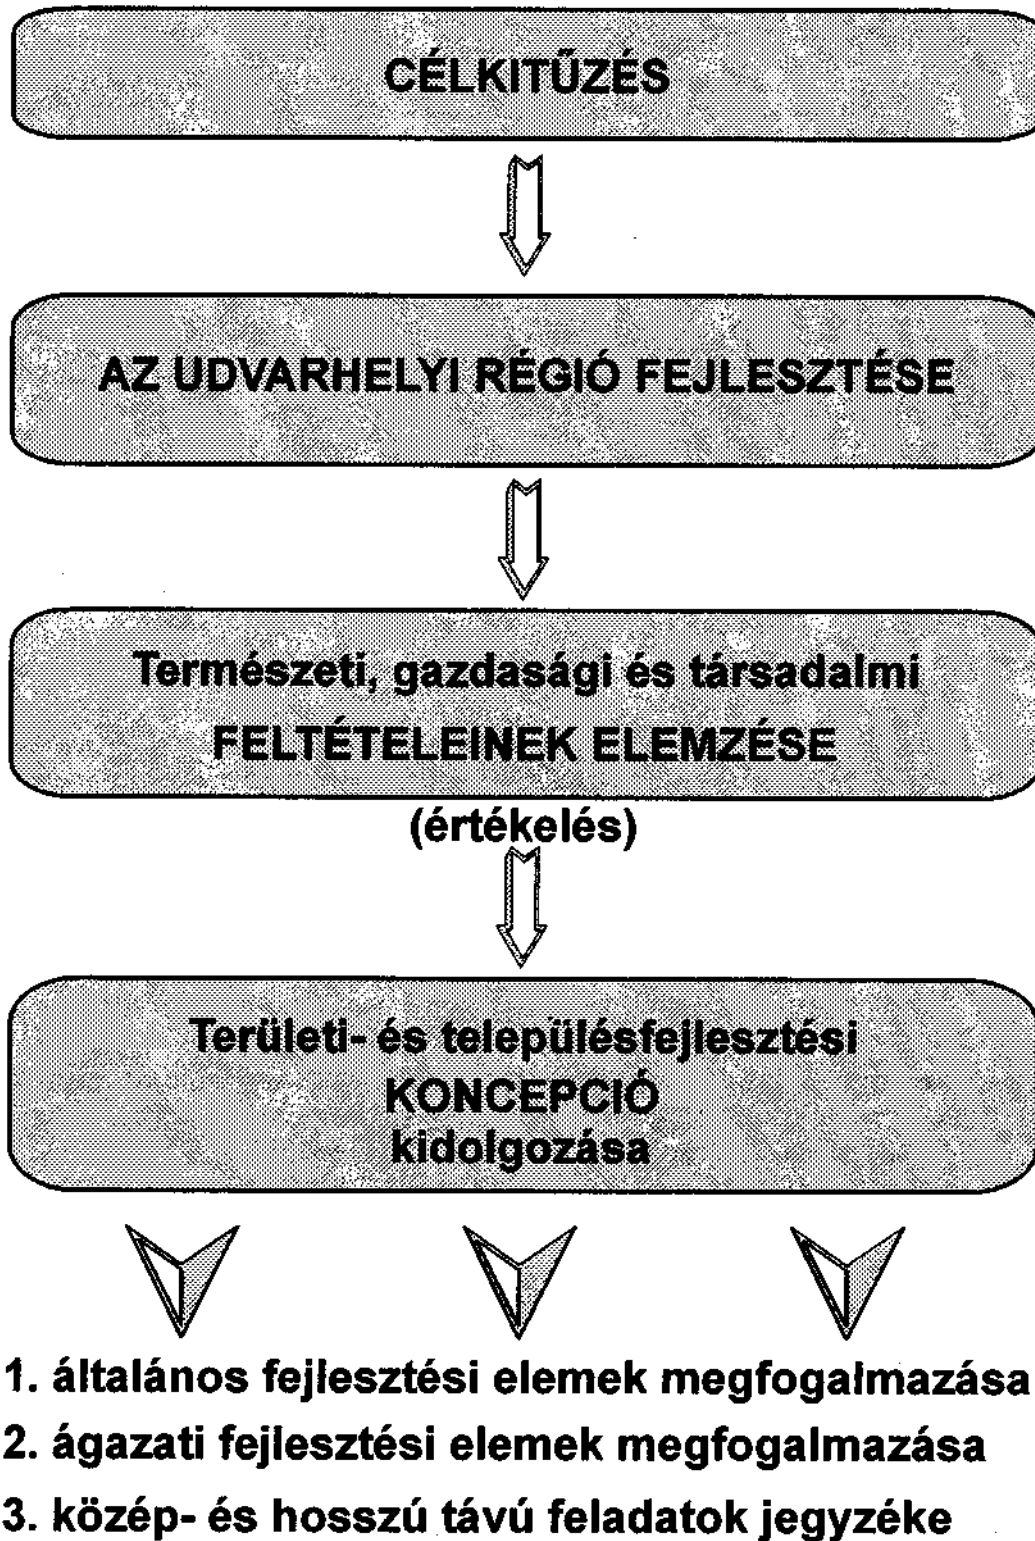 CÉLKITŰZÉS
AZ UDVARHELYI RÉGIÓ FEJLESZTÉSE
Természeti, gazdasági és társadalmi
FELTÉTELEINEK ELEMZÉSE
(értékelés)
Területi- és településfejlesztési
KONCEPCIÓ
kidolgozása
1. általános fejlesztési elemek megfogalmazása
2. ágazati fejlesztési elemek megfogalmazása
3. közép- és hosszú távú feladatok jegyzéke